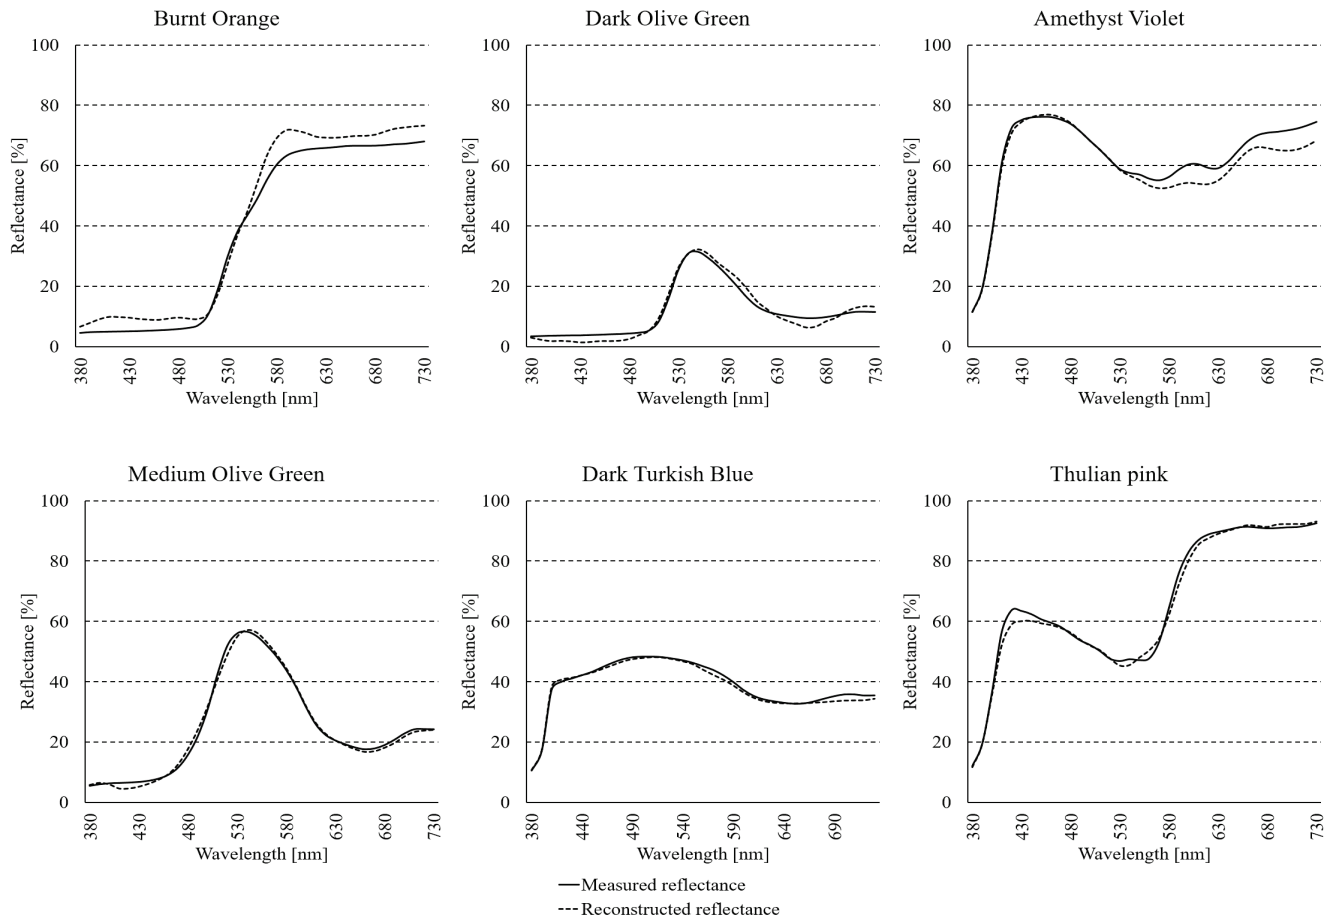 Burnt Orange
100
80
60
40
20
0
Reflectance [%]
380 430 480 530 580 630 680 730
Wavelength [nm]
Dark Olive Green
100
80
60
40
20
0
Reflectance [%]
380 430 480 530 580 630 680 730
Wavelength [nm]
Amethyst Violet
100
80
60
40
20
0
Reflectance [%]
380 430 480 530 580 630 680 730
Wavelength [nm]
Medium Olive Green
100
80
60
40
20
0
Reflectance [%]
380 430 480 530 580 630 680 730
Wavelength [nm]
Dark Turkish Blue
100
80
60
40
20
0
Reflectance [%]
380 440 490 540 590 640 690
Wavelength [nm]
Thulian pink
100
80
60
40
20
0
Reflectance [%]
380 430 480 530 580 630 680 730
Wavelength [nm]
Measured reflectance
Reconstructed reflectance